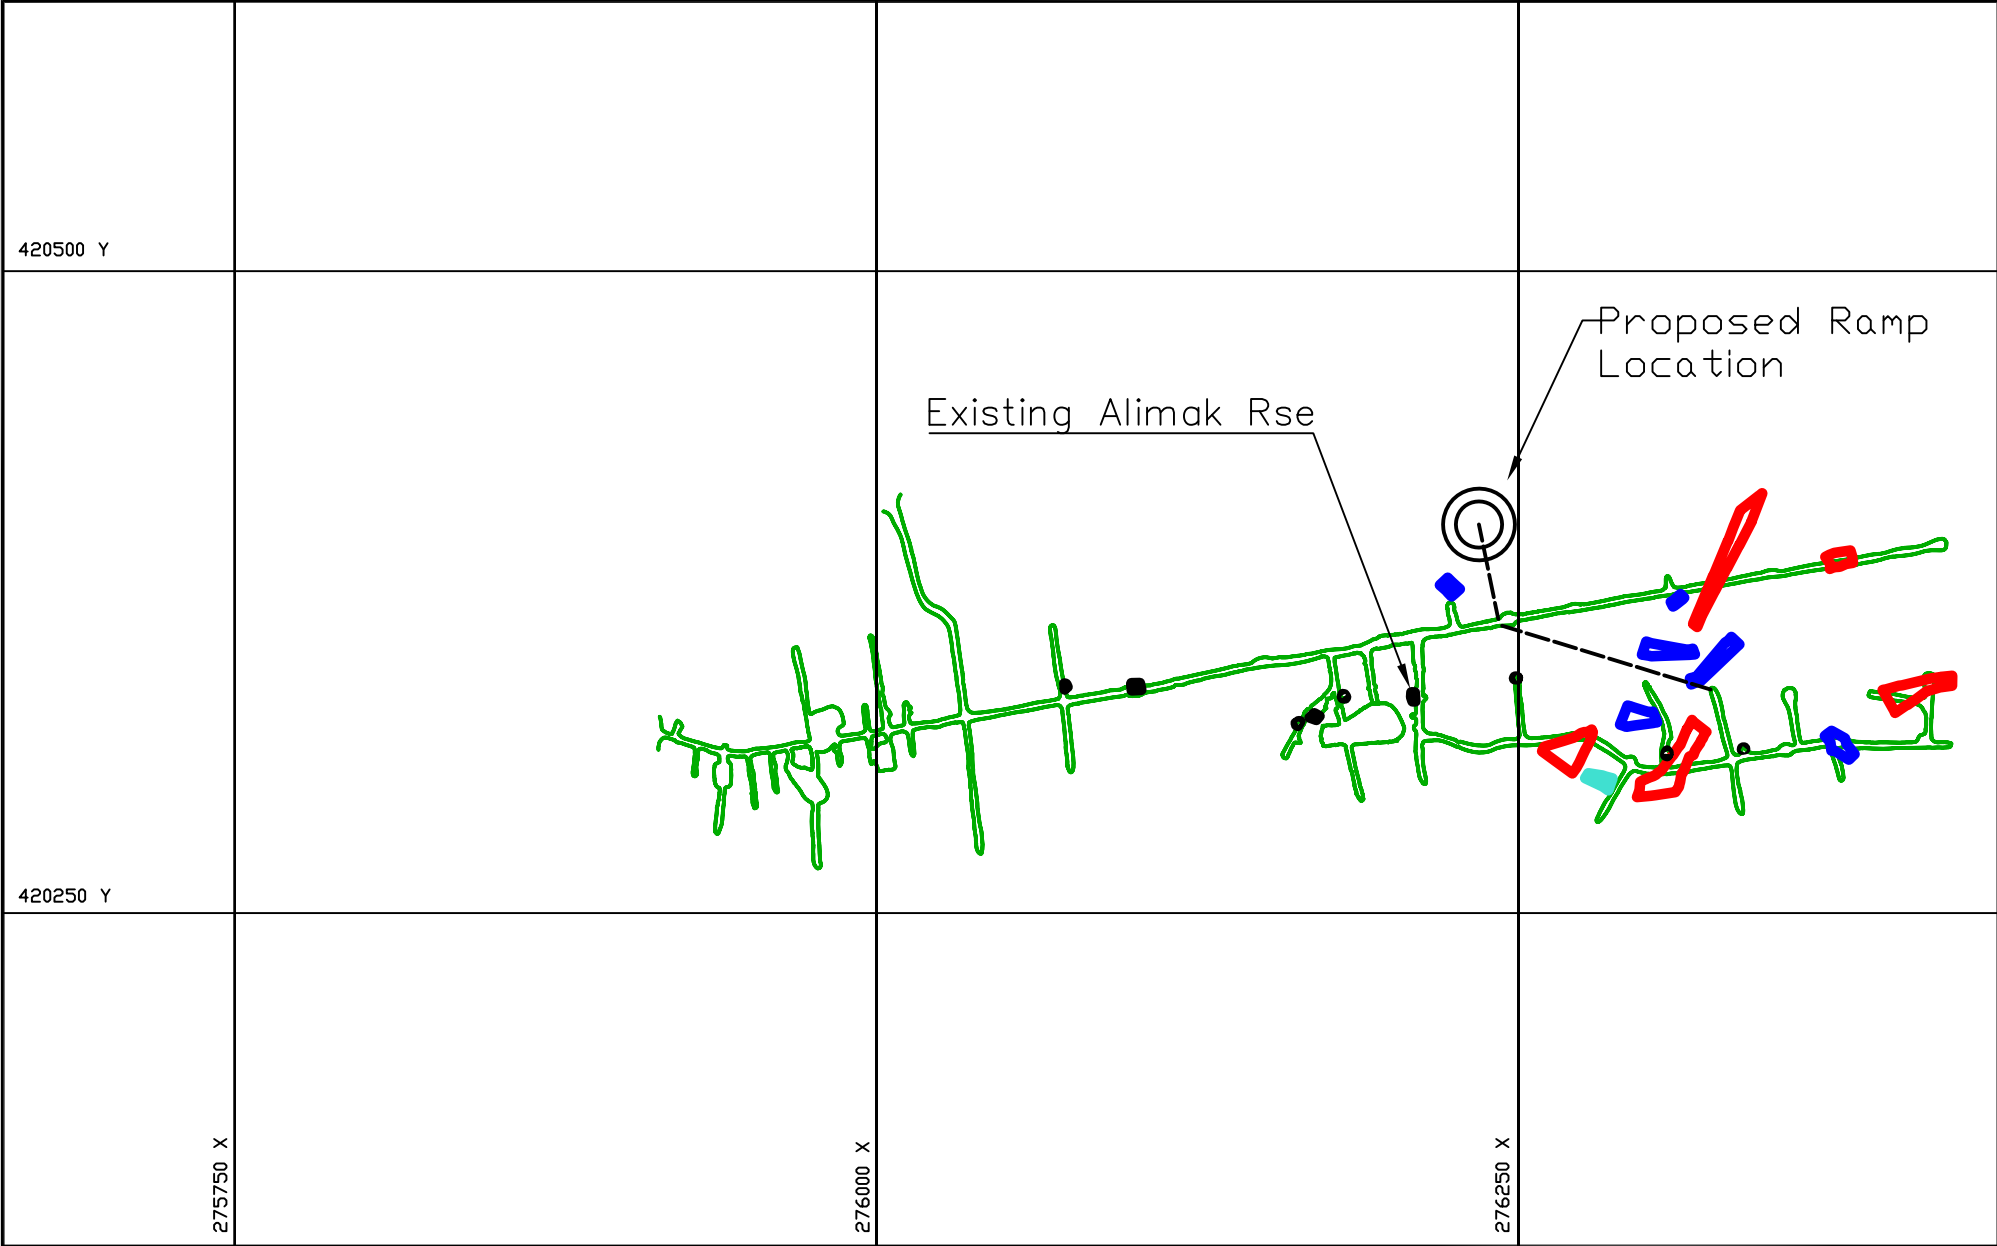 420500 Y
Proposed Ramp
Location
Existing Alimak Rse
420250 Y
275750 X
276000 X
276250 X